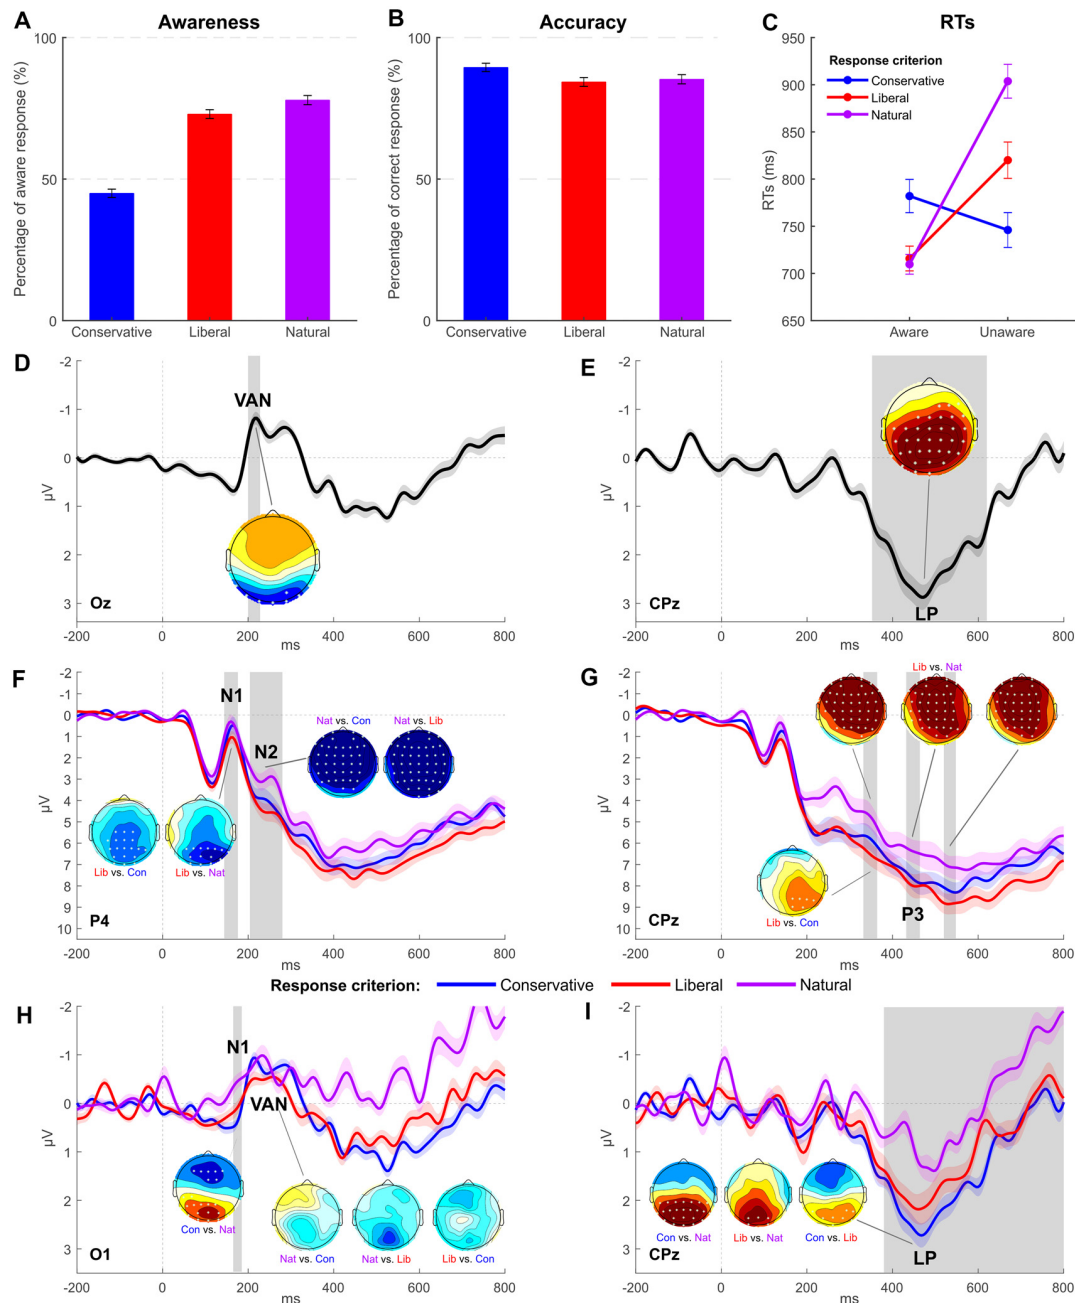 A Awareness
Percentage of aware response (%)
100
50
0
Conservative Liberal Natural
B Accuracy
Percentage of correct response (%)
100
50
0
Conservative Liberal Natural
C RTs
RTs (ms)
950
900
850
800
750
700
650
Response criterion
Conservative
Liberal
Natural
Aware Unaware
D
-2
-1
0
1
2
3
µV
VAN
Oz
-200 0 200 400 600 800
ms
E
-2
-1
0
1
2
3
µV
LP
CPz
-200 0 200 400 600 800
ms
F
-2
-1
0
1
2
3
4
5
6
7
8
9
10
µV
N1
N2
Nat vs. Con Nat vs. Lib
Lib vs. Con Lib vs. Nat
P4
-200 0 200 400 600 800
ms
G
-2
-1
0
1
2
3
4
5
6
7
8
9
10
µV
Lib vs. Nat
Lib vs. Con
P3
CPz
-200 0 200 400 600 800
ms
Response criterion: Conservative Liberal Natural
H
-2
-1
0
1
2
3
µV
N1
VAN
Con vs. Nat
Nat vs. Con Nat vs. Lib Lib vs. Con
O1
-200 0 200 400 600 800
ms
I
-2
-1
0
1
2
3
µV
Con vs. Nat Lib vs. Nat Con vs. Lib
LP
CPz
-200 0 200 400 600 800
ms